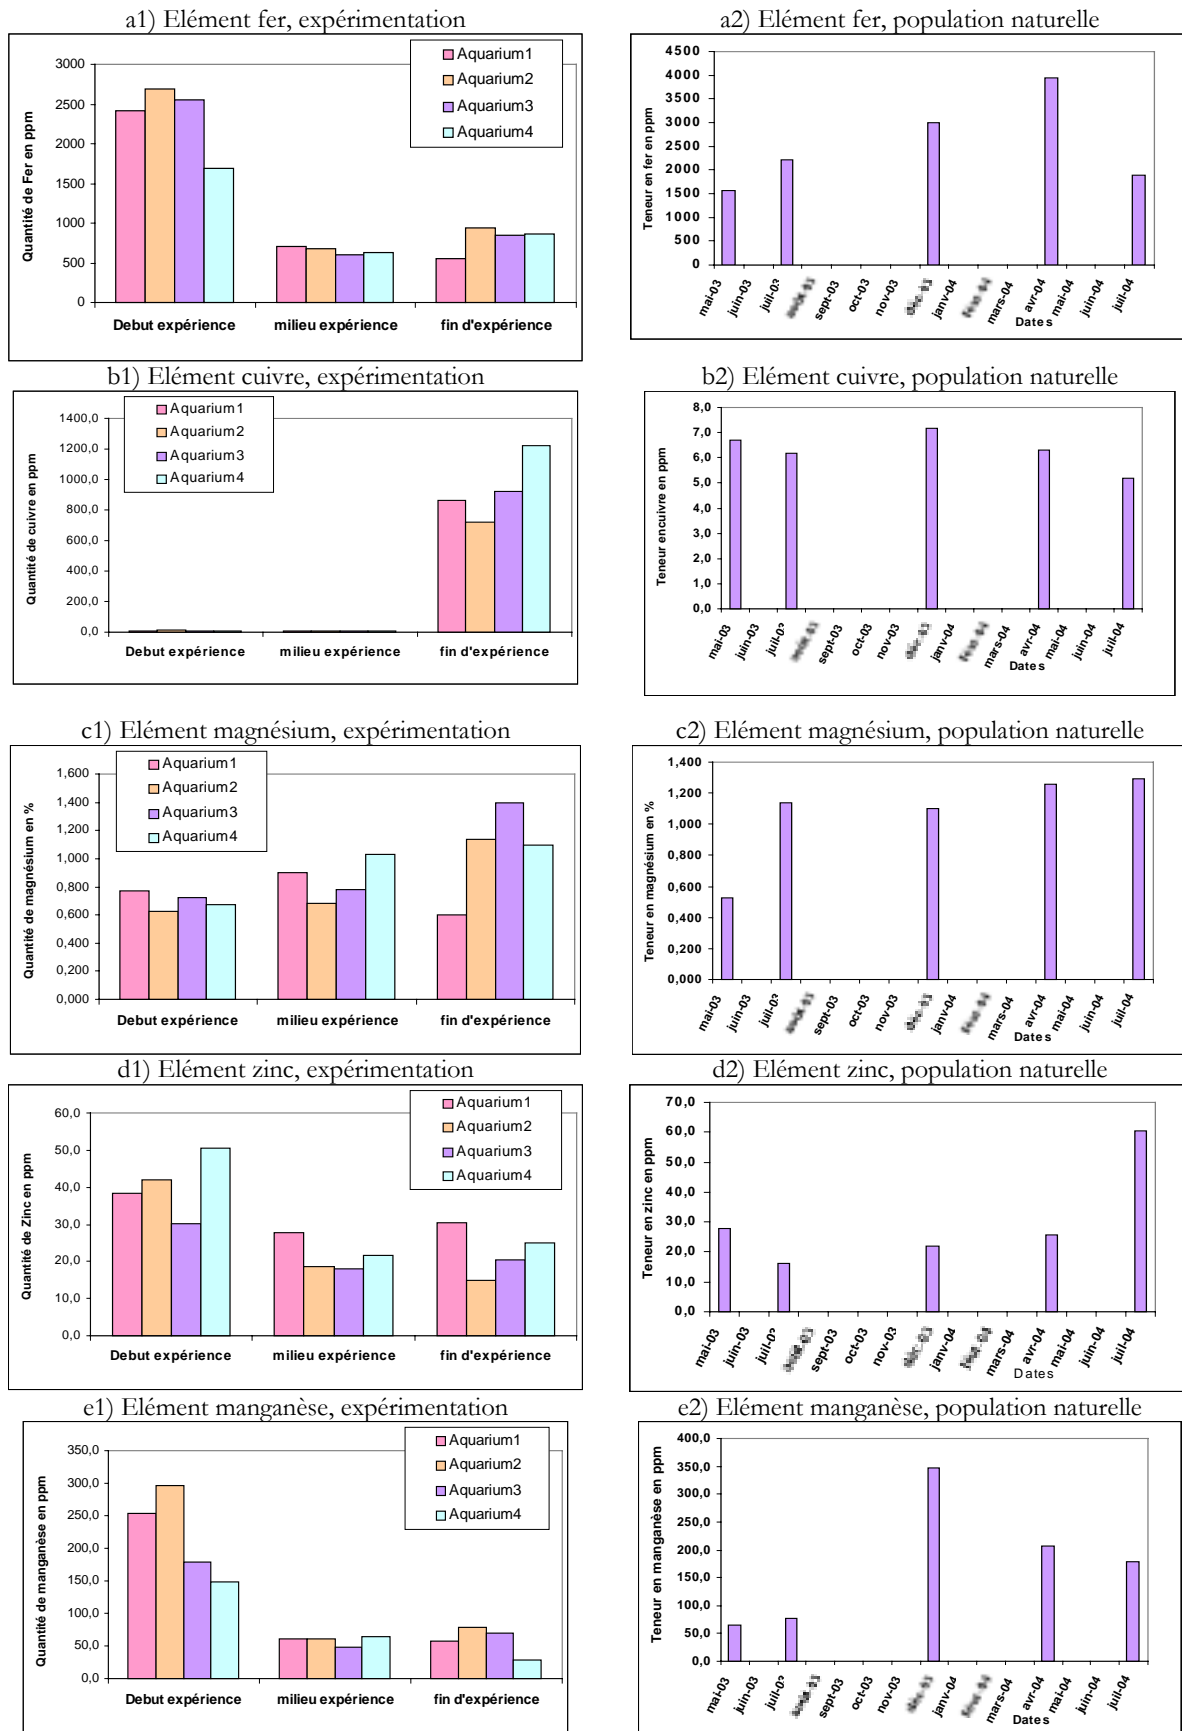 a1) Elément fer, expérimentation
Quantité de Fer en ppm
3000
2500
2000
1500
1000
500
0
Aquarium1
Aquarium2
Aquarium3
Aquarium4
Debut expérience milieu expérience fin d'expérience
a2) Elément fer, population naturelle
Teneur en fer en ppm
4500
4000
3500
3000
2500
2000
1500
1000
500
0
mai-03 juin-03 juil-03 sept-03 oct-03 nov-03 janv-04 mars-04 avr-04 mai-04 juin-04 juil-04
Dates
b1) Elément cuivre, expérimentation
Quantité de cuivre en ppm
1400,0
1200,0
1000,0
800,0
600,0
400,0
200,0
0,0
Aquarium1
Aquarium2
Aquarium3
Aquarium4
Debut expérience milieu expérience fin d'expérience
b2) Elément cuivre, population naturelle
Teneur encuivre en ppm
8,0
7,0
6,0
5,0
4,0
3,0
2,0
1,0
0,0
mai-03 juin-03 juil-03 sept-03 oct-03 nov-03 janv-04 mars-04 avr-04 mai-04 juin-04 juil-04
Dates
c1) Elément magnésium, expérimentation
Quantité de magnésium en %
1,600
1,400
1,200
1,000
0,800
0,600
0,400
0,200
0,000
Aquarium1
Aquarium2
Aquarium3
Aquarium4
Debut expérience milieu expérience fin d'expérience
c2) Elément magnésium, population naturelle
Teneur en magnésium en %
1,400
1,200
1,000
0,800
0,600
0,400
0,200
0,000
mai-03 juin-03 juil-03 sept-03 oct-03 nov-03 janv-04 mars-04 avr-04 mai-04 juin-04 juil-04
Dates
d1) Elément zinc, expérimentation
Quantité de Zinc en ppm
60,0
50,0
40,0
30,0
20,0
10,0
0,0
Aquarium1
Aquarium2
Aquarium3
Aquarium4
Debut expérience milieu expérience fin d'expérience
d2) Elément zinc, population naturelle
Teneur en zinc en ppm
70,0
60,0
50,0
40,0
30,0
20,0
10,0
0,0
mai-03 juin-03 juil-03 sept-03 oct-03 nov-03 janv-04 mars-04 avr-04 mai-04 juin-04 juil-04
Dates
e1) Elément manganèse, expérimentation
Quantité de manganèse en ppm
350,0
300,0
250,0
200,0
150,0
100,0
50,0
0,0
Aquarium1
Aquarium2
Aquarium3
Aquarium4
Debut expérience milieu expérience fin d'expérience
e2) Elément manganèse, population naturelle
Teneur en manganèse en ppm
400,0
350,0
300,0
250,0
200,0
150,0
100,0
50,0
0,0
mai-03 juin-03 juil-03 sept-03 oct-03 nov-03 janv-04 mars-04 avr-04 mai-04 juin-04 juil-04
Dates